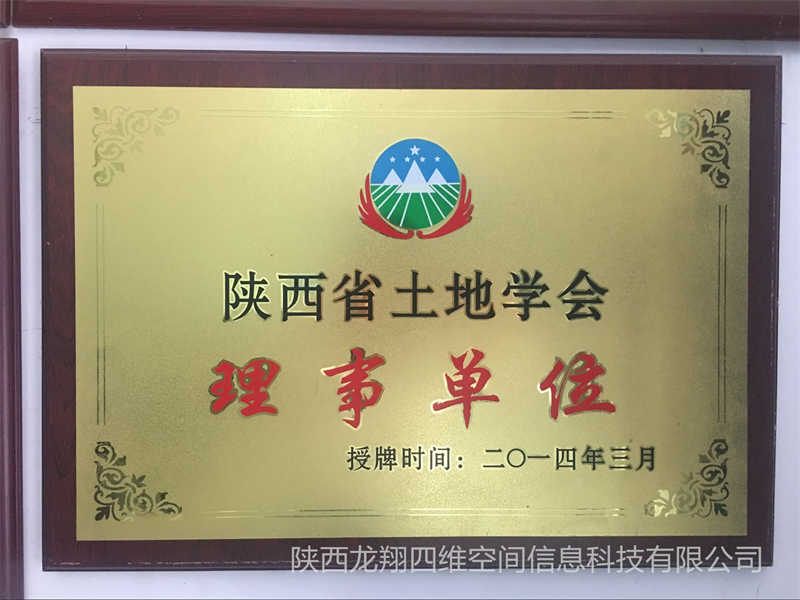 陕西省土地学会
理事单位
授牌时间：二〇一四年三月
陕西龙翔四维空间信息科技有限公司